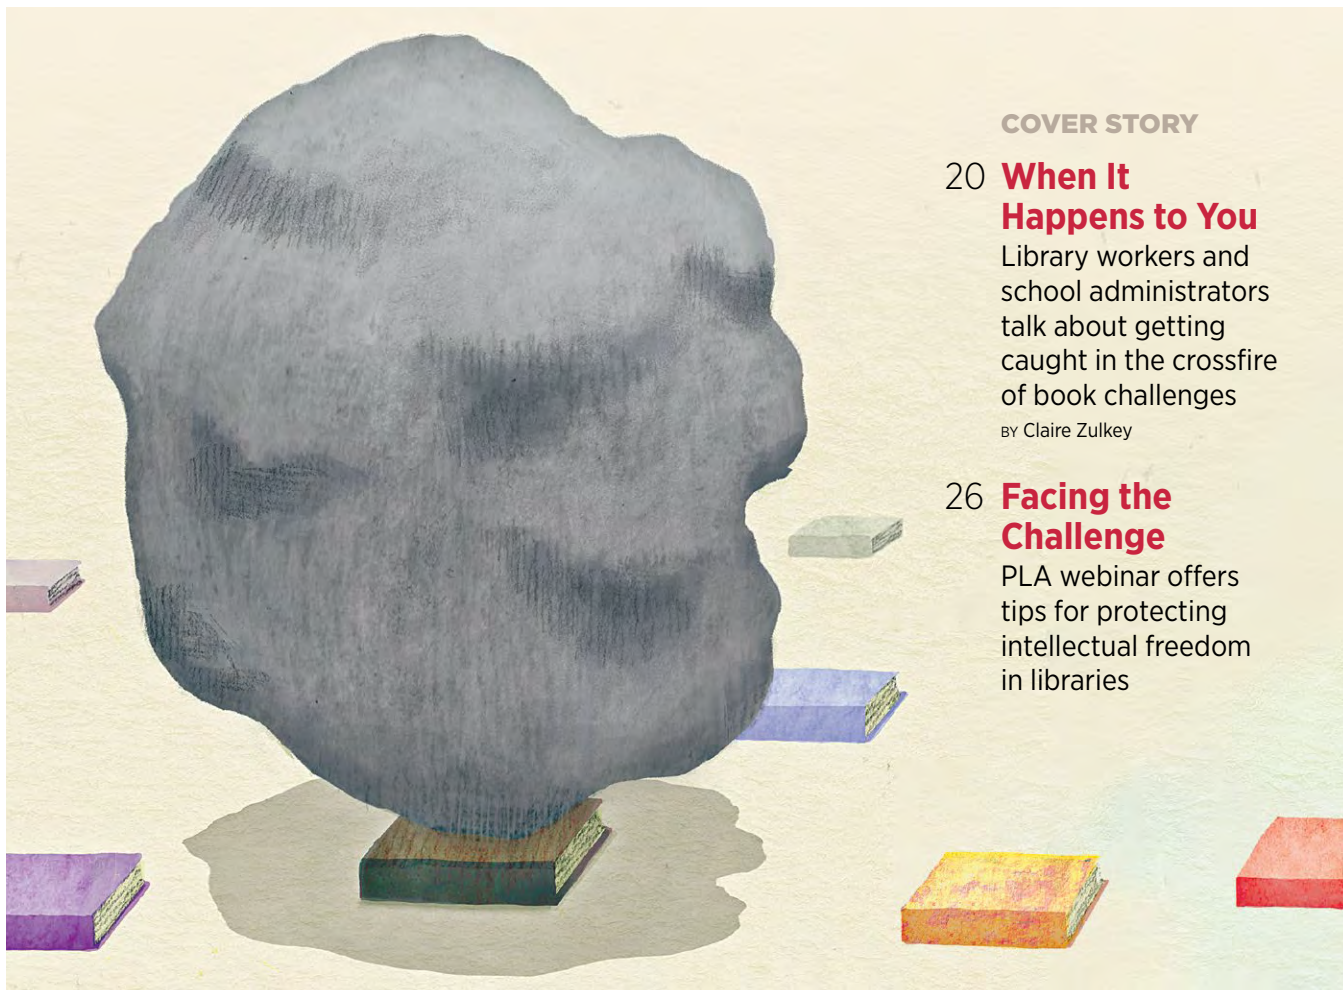 COVER STORY
20 When It
Happens to You
Library workers and
school administrators
talk about getting
caught in the crossfire
of book challenges
BY Claire Zulkey
26 Facing the
Challenge
PLA webinar offers
tips for protecting
intellectual freedom
in libraries